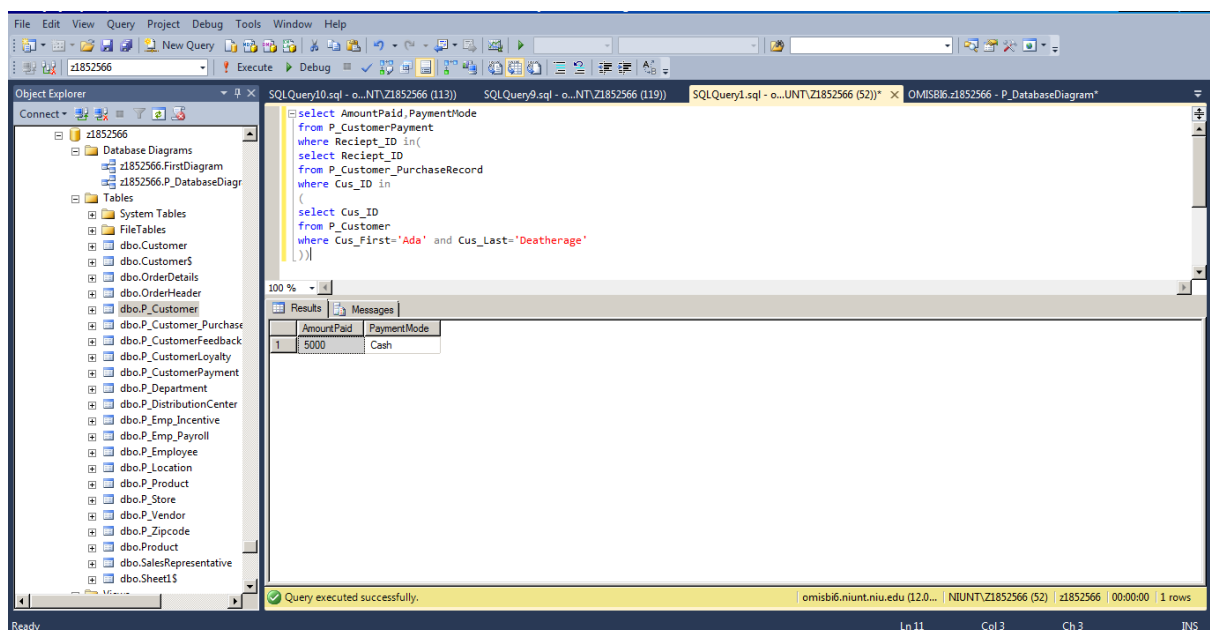 File Edit View Query Project Debug Tools Window Help
New Query
z1852566 Execute Debug
Object Explorer
Connect
z1852566
Database Diagrams
z1852566.FirstDiagram
z1852566.P_DatabaseDiagr
Tables
System Tables
FileTables
dbo.Customer
dbo.Customer$
dbo.OrderDetails
dbo.OrderHeader
dbo.P_Customer
dbo.P_Customer_Purchase
dbo.P_CustomerFeedback
dbo.P_CustomerLoyalty
dbo.P_CustomerPayment
dbo.P_Department
dbo.P_DistributionCenter
dbo.P_Emp_Incentive
dbo.P_Emp_Payroll
dbo.P_Employee
dbo.P_Location
dbo.P_Product
dbo.P_Store
dbo.P_Vendor
dbo.P_Zipcode
dbo.Product
dbo.SalesRepresentative
dbo.Sheet1$
Views
SQLQuery10.sql - o...NT\Z1852566 (113)) SQLQuery9.sql - o...NT\Z1852566 (119)) SQLQuery1.sql - o...UNT\Z1852566 (52))* OMISBI6.z1852566 - P_DatabaseDiagram*
select AmountPaid,PaymentMode
from P_CustomerPayment
where Reciept_ID in(
select Reciept_ID
from P_Customer_PurchaseRecord
where Cus_ID in
(
select Cus_ID
from P_Customer
where Cus_First='Ada' and Cus_Last='Deatherage'
))
100 %
Results Messages
AmountPaid PaymentMode
1 5000 Cash
Query executed successfully. omisbi6.niunt.niu.edu (12.0... NIUNT\Z1852566 (52) z1852566 00:00:00 1 rows
Ready Ln 11 Col 3 Ch 3 INS